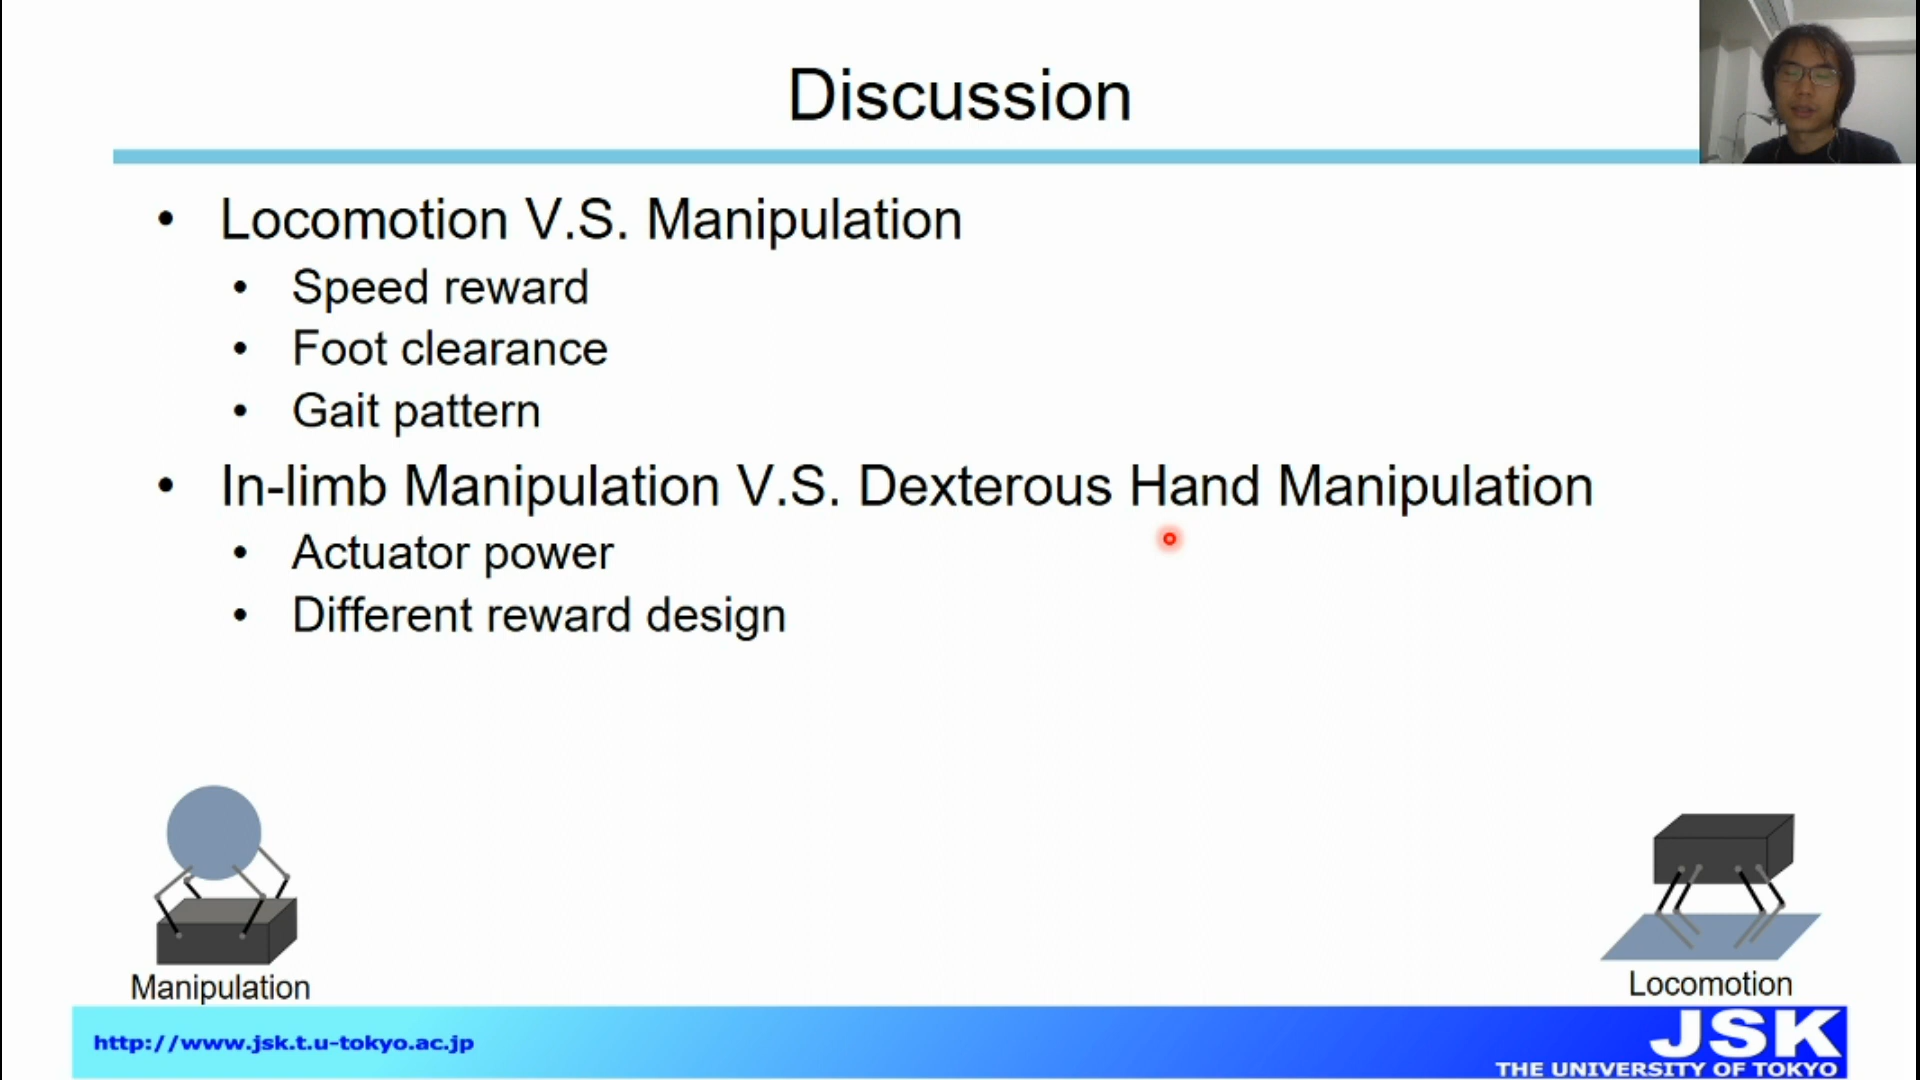 Discussion
• Locomotion V.S. Manipulation
• Speed reward
• Foot clearance
• Gait pattern
• In-limb Manipulation V.S. Dexterous Hand Manipulation
• Actuator power
• Different reward design
Manipulation
Locomotion
http://www.jsk.t.u-tokyo.ac.jp
JSK
THE UNIVERSITY OF TOKYO